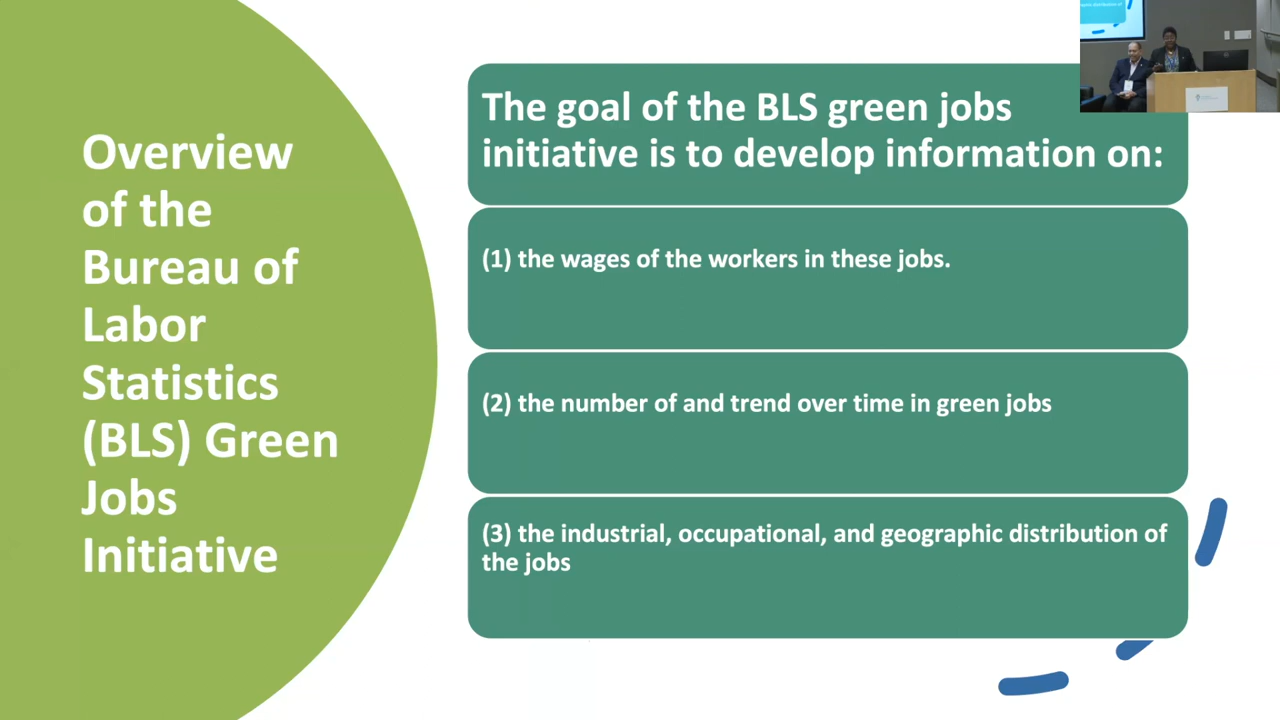 Overview
of the
Bureau of
Labor
Statistics
(BLS) Green
Jobs
Initiative
The goal of the BLS green jobs
initiative is to develop information on:
(1) the wages of the workers in these jobs.
(2) the number of and trend over time in green jobs
(3) the industrial, occupational, and geographic distribution of
the jobs